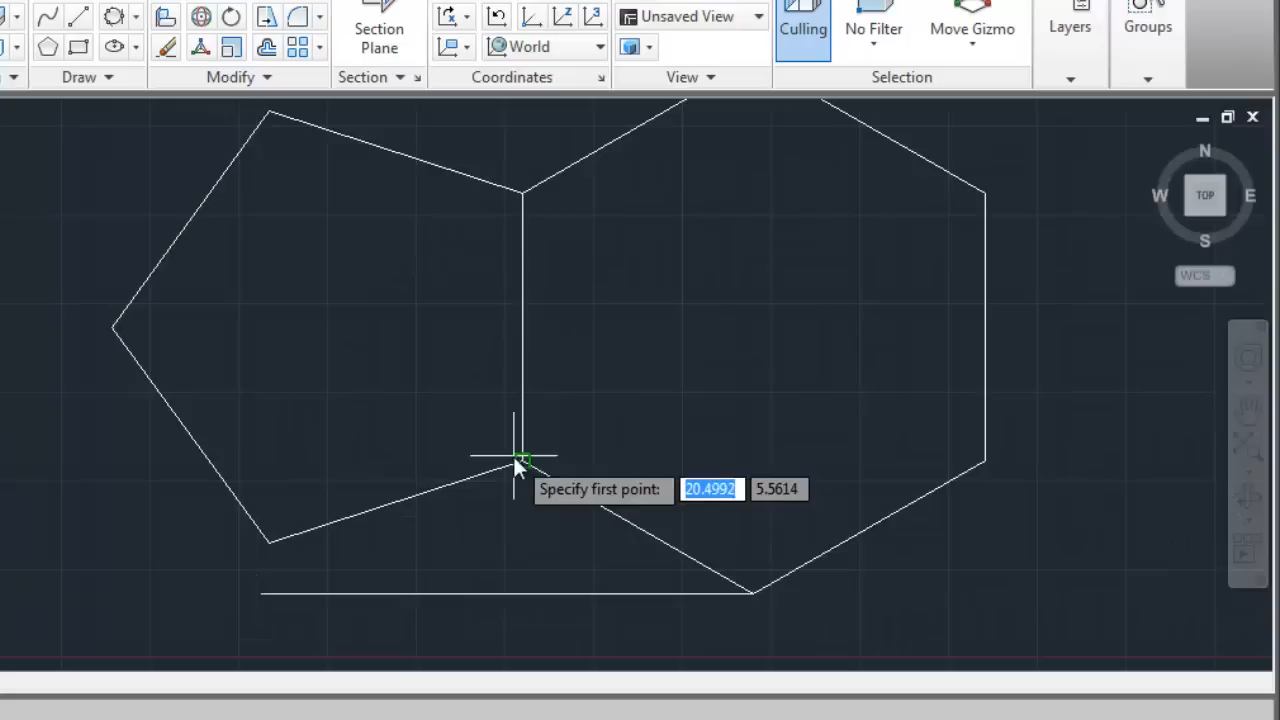 Unsaved View
World
Section
Plane
Culling
No Filter
Move Gizmo
Layers
Groups
Draw
Modify
Section
Coordinates
View
Selection
N
W
TOP
E
S
WCS
Specify first point:
20.4992
5.5614